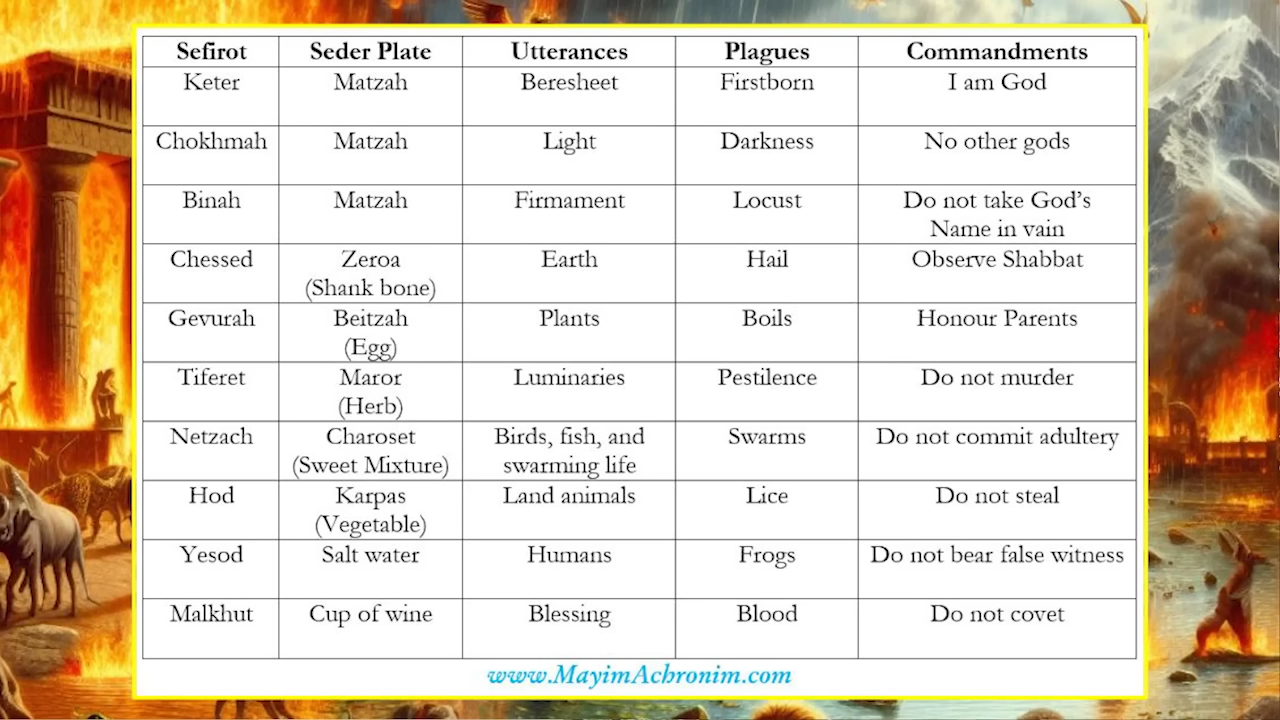 Sefirot Seder Plate Utterances Plagues Commandments
Keter Matzah Beresheet Firstborn I am God
Chokhmah Matzah Light Darkness No other gods
Binah Matzah Firmament Locust Do not take God's
Name in vain
Chessed Zeroa Earth Hail Observe Shabbat
(Shank bone)
Gevurah Beitzah Plants Boils Honour Parents
(Egg)
Tiferet Maror Luminaries Pestilence Do not murder
(Herb)
Netzach Charoset Birds, fish, and Swarms Do not commit adultery
(Sweet Mixture) swarming life
Hod Karpas Land animals Lice Do not steal
(Vegetable)
Yesod Salt water Humans Frogs Do not bear false witness
Malkhut Cup of wine Blessing Blood Do not covet
www.MayimAchronim.com